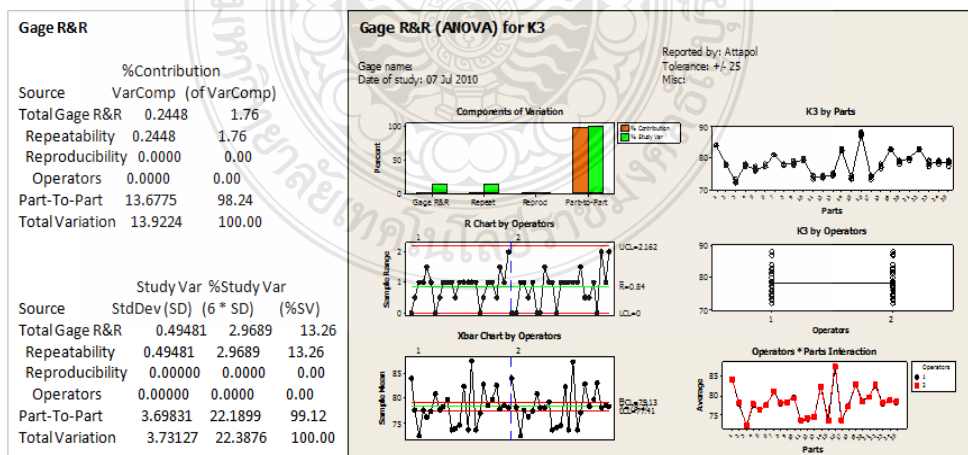 Gage R&R
%Contribution
Source VarComp (of VarComp)
Total Gage R&R 0.2448 1.76
Repeatability 0.2448 1.76
Reproducibility 0.0000 0.00
Operators 0.0000 0.00
Part-To-Part 13.6775 98.24
Total Variation 13.9224 100.00
Study Var %Study Var
Source StdDev (SD) (6 * SD) (%SV)
Total Gage R&R 0.49481 2.9689 13.26
Repeatability 0.49481 2.9689 13.26
Reproducibility 0.00000 0.0000 0.00
Operators 0.00000 0.0000 0.00
Part-To-Part 3.69831 22.1899 99.12
Total Variation 3.73127 22.3876 100.00
Gage R&R (ANOVA) for K3
Gage name:
Date of study: 07 Jul 2010
Reported by: Attapol
Tolerance: +/- 25
Misc:
Components of Variation
Percent
100
50
0
Gage R&R Repeat Reprod Part-to-Part
% Contribution
% Study Var
K3 by Parts
90
80
70
Parts
R Chart by Operators
1 2
Sample Range
2
1
0
UCL=2.162
R=0.84
LCL=0
K3 by Operators
90
80
70
1 2
Operators
Xbar Chart by Operators
1 2
Sample Mean
85
80
75
Operators * Parts Interaction
Average
85
80
75
Parts
Operators
1
2